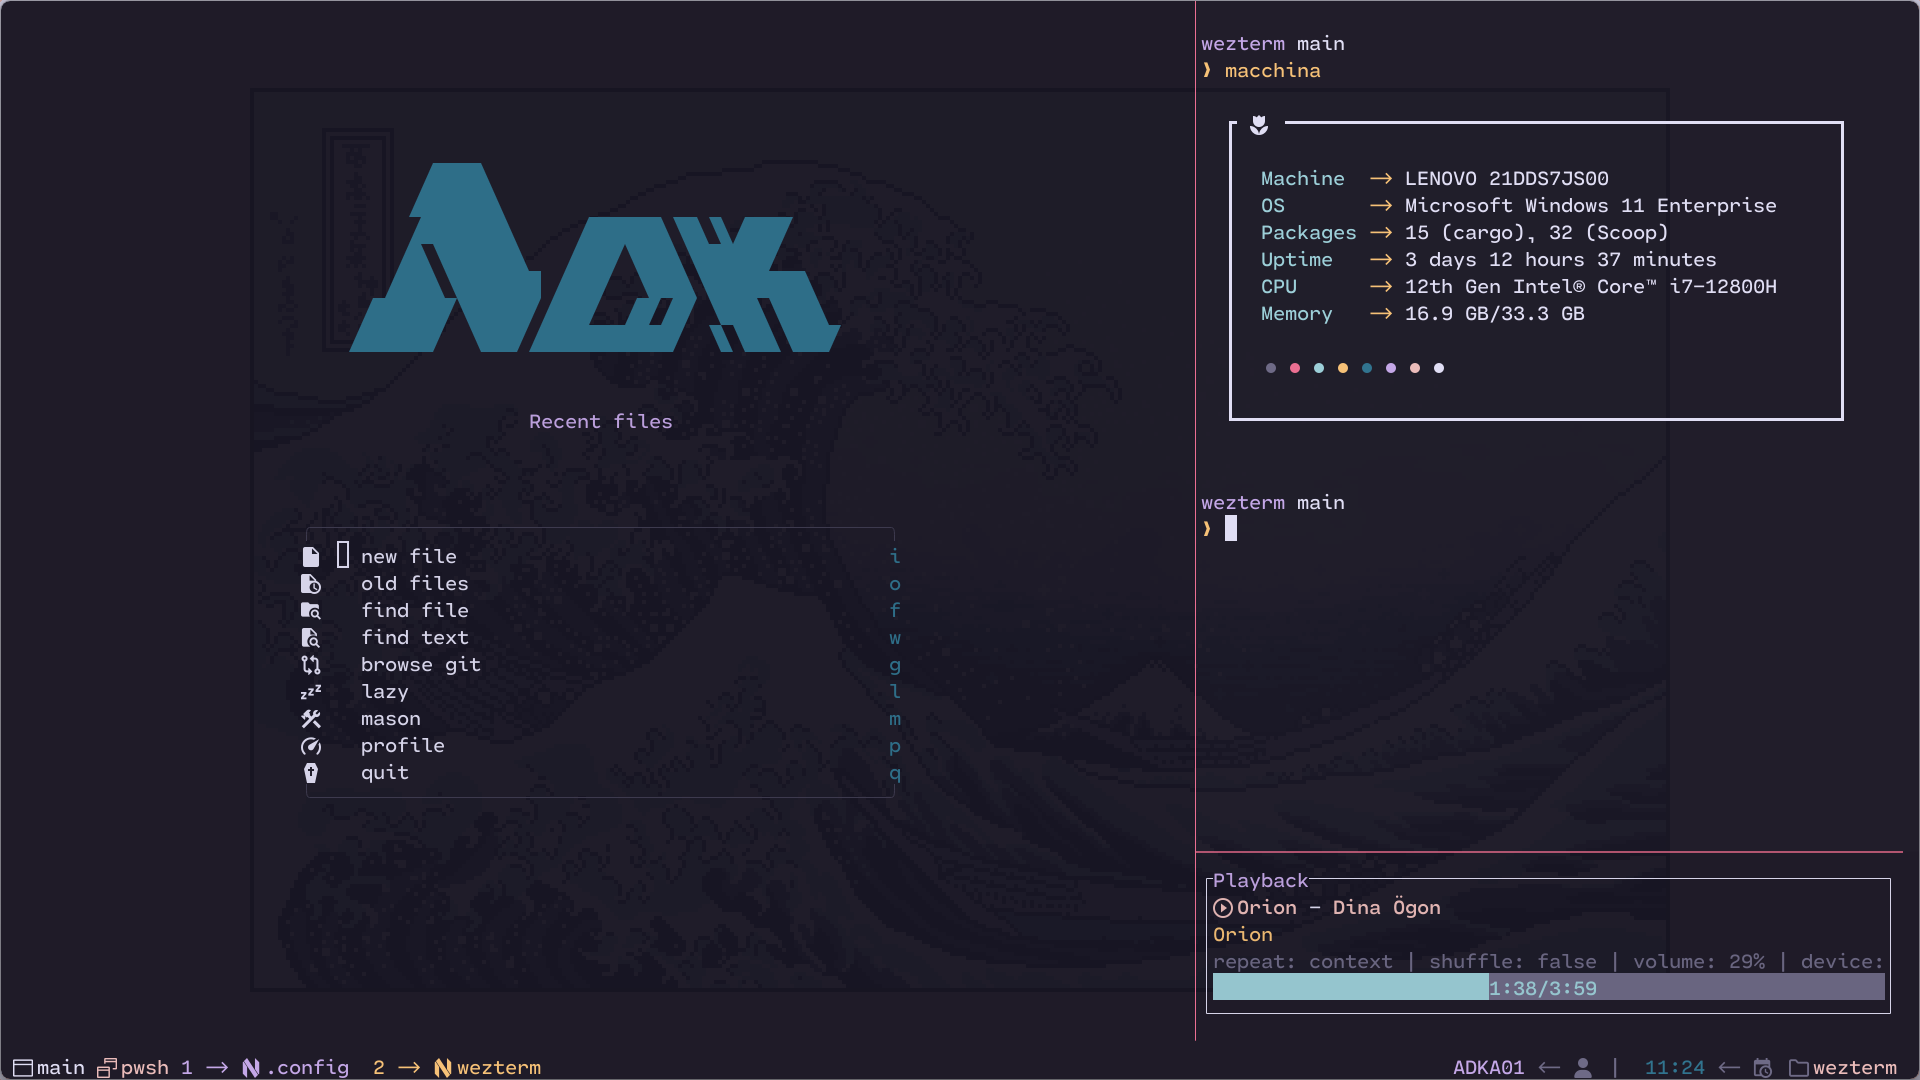 ADK
Recent files
new file i
old files o
find file f
find text w
browse git g
lazy l
mason m
profile p
quit q
wezterm main
❯ macchina
Machine → LENOVO 21DDS7JS00
OS → Microsoft Windows 11 Enterprise
Packages → 15 (cargo), 32 (Scoop)
Uptime → 3 days 12 hours 37 minutes
CPU → 12th Gen Intel® Core™ i7-12800H
Memory → 16.9 GB/33.3 GB
wezterm main
❯
Playback
Orion - Dina Ögon
Orion
repeat: context | shuffle: false | volume: 29% | device:
1:38/3:59
main pwsh 1 → .config 2 → wezterm
ADKA01 ← | 11:24 ← wezterm